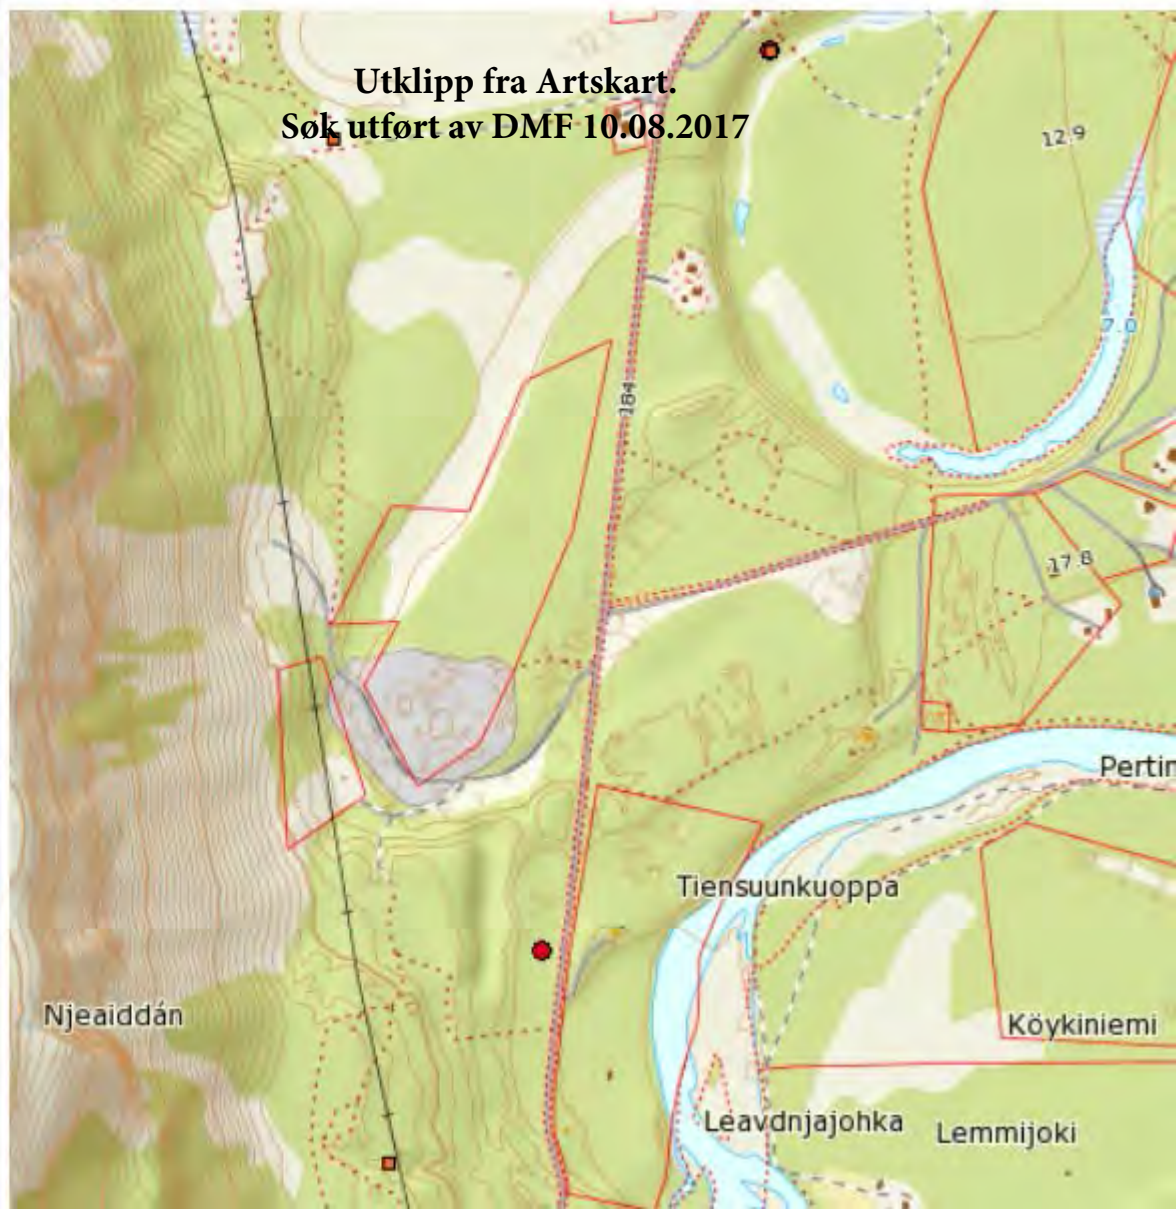 Utklipp fra Artskart.
Søk utført av DMF 10.08.2017
12.9
7.0
184
17.8
Pertin
Tiensuunkuoppa
Njeaiddán
Köykiniemi
Leavdnjajohka
Lemmijoki